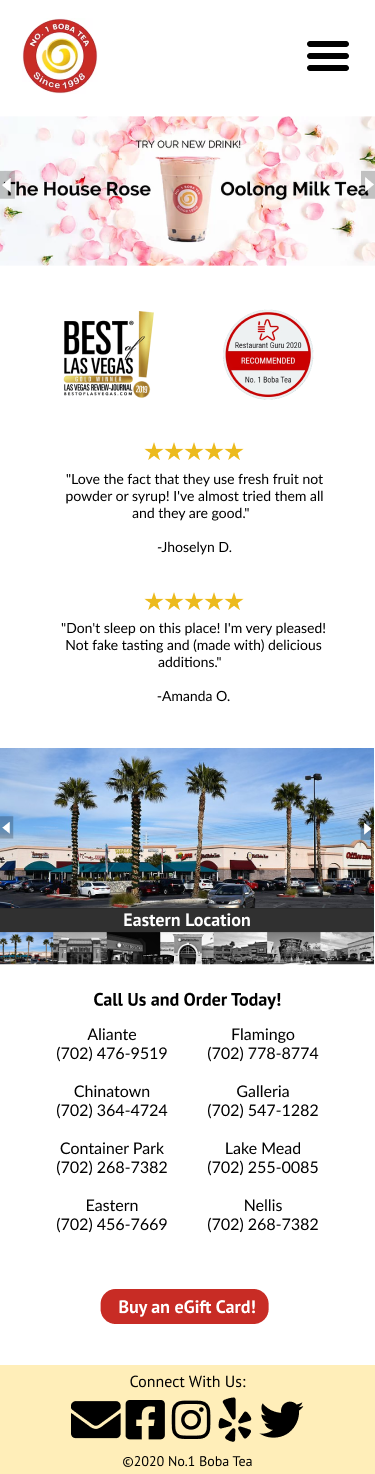 NO. 1 BOBA TEA
Since 1998
TRY OUR NEW DRINK!
The House Rose
Oolong Milk Tea
BEST of
LAS VEGAS
GOLD WINNER
LAS VEGAS REVIEW-JOURNAL 2019
BESTOFLASVEGAS.COM
Restaurant Guru 2020
RECOMMENDED
No. 1 Boba Tea
"Love the fact that they use fresh fruit not
powder or syrup! I've almost tried them all
and they are good."
-Jhoselyn D.
"Don't sleep on this place! I'm very pleased!
Not fake tasting and (made with) delicious
additions."
-Amanda O.
Eastern Location
Call Us and Order Today!
Aliante
(702) 476-9519
Flamingo
(702) 778-8774
Chinatown
(702) 364-4724
Galleria
(702) 547-1282
Container Park
(702) 268-7382
Lake Mead
(702) 255-0085
Eastern
(702) 456-7669
Nellis
(702) 268-7382
Buy an eGift Card!
Connect With Us:
©2020 No.1 Boba Tea